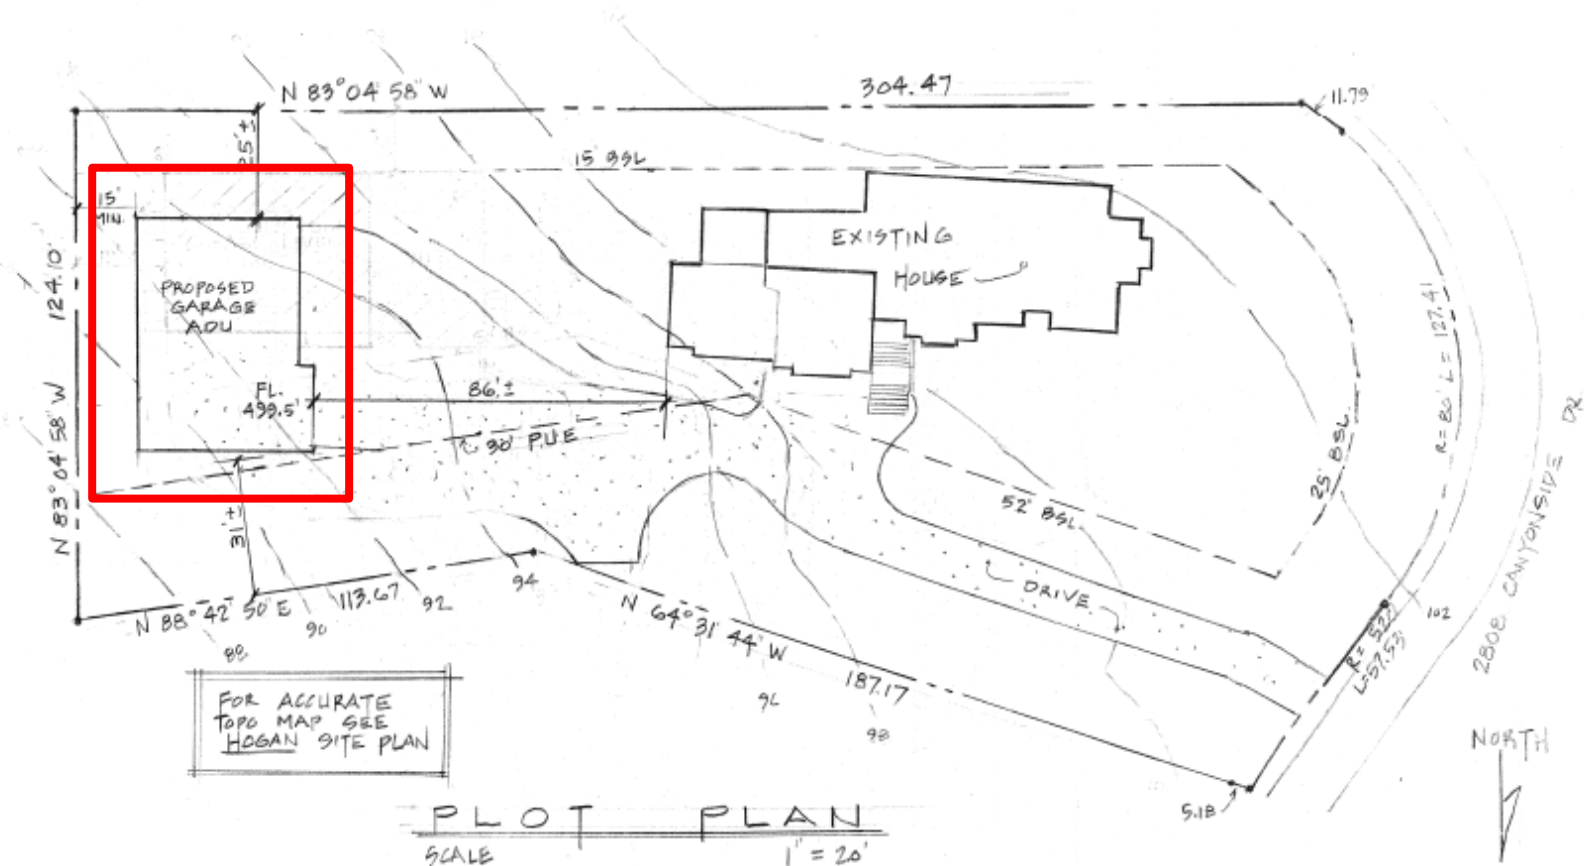 N 83°04'58" W
304.47
11.79
25'±
15' BSL
15'
MIN.
EXISTING
HOUSE
124.10'
N 83°04'58" W
PROPOSED
GARAGE
ADU
FL.
499.5'
86'±
30' P.U.E
R= 80' L= 127.41
25' BSL
52' BSL
31'±
2808 CANYONSIDE DR
DRIVE
N 88°42'50" E
113.67
88
90
92
94
N 64°31'44" W
187.17
96
98
102
R= 522'
L=57.53'
5.18
FOR ACCURATE
TOPO MAP SEE
HOGAN SITE PLAN
NORTH
PLOT PLAN
SCALE 1" = 20'